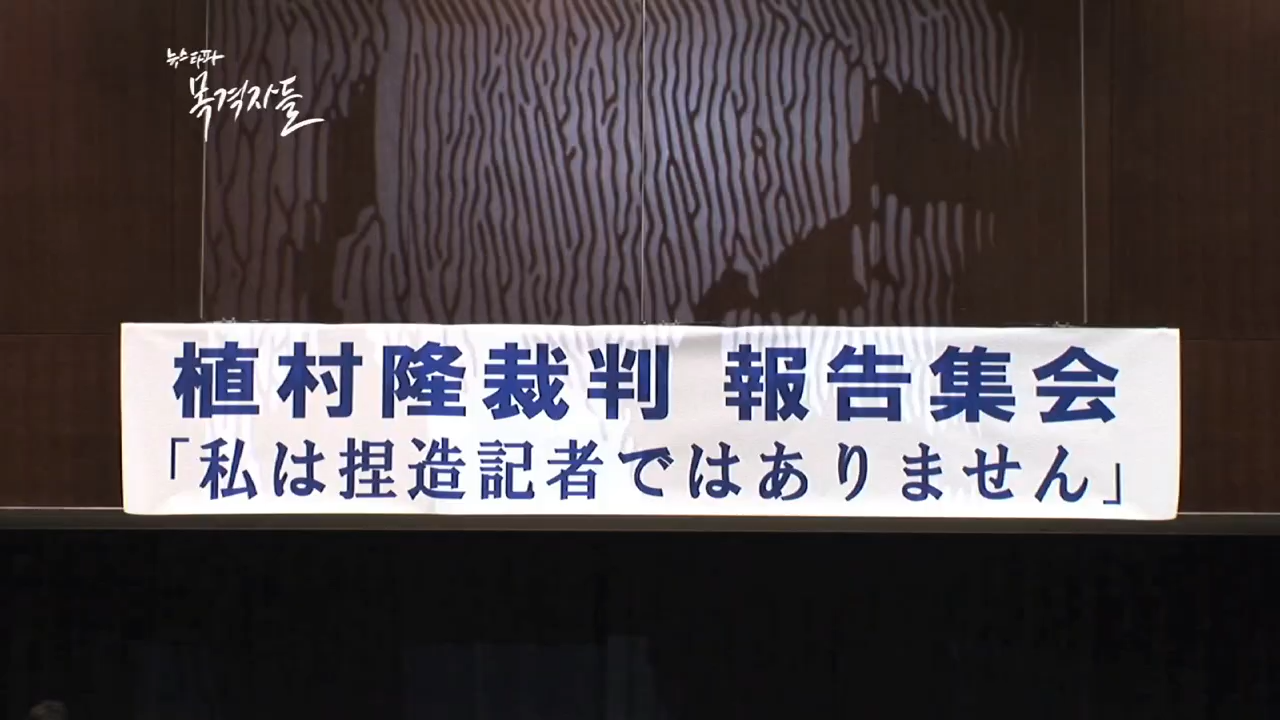 뉴스타파
목격자들
植村隆裁判 報告集会
「私は捏造記者ではありません」